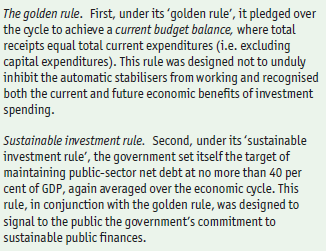 The golden rule. First, under its ‘golden rule’, it pledged over
the cycle to achieve a current budget balance, where total
receipts equal total current expenditures (i.e. excluding
capital expenditures). This rule was designed not to unduly
inhibit the automatic stabilisers from working and recognised
both the current and future economic benefits of investment
spending.
Sustainable investment rule. Second, under its ‘sustainable
investment rule’, the government set itself the target of
maintaining public-sector net debt at no more than 40 per
cent of GDP, again averaged over the economic cycle. This
rule, in conjunction with the golden rule, was designed to
signal to the public the government’s commitment to
sustainable public finances.